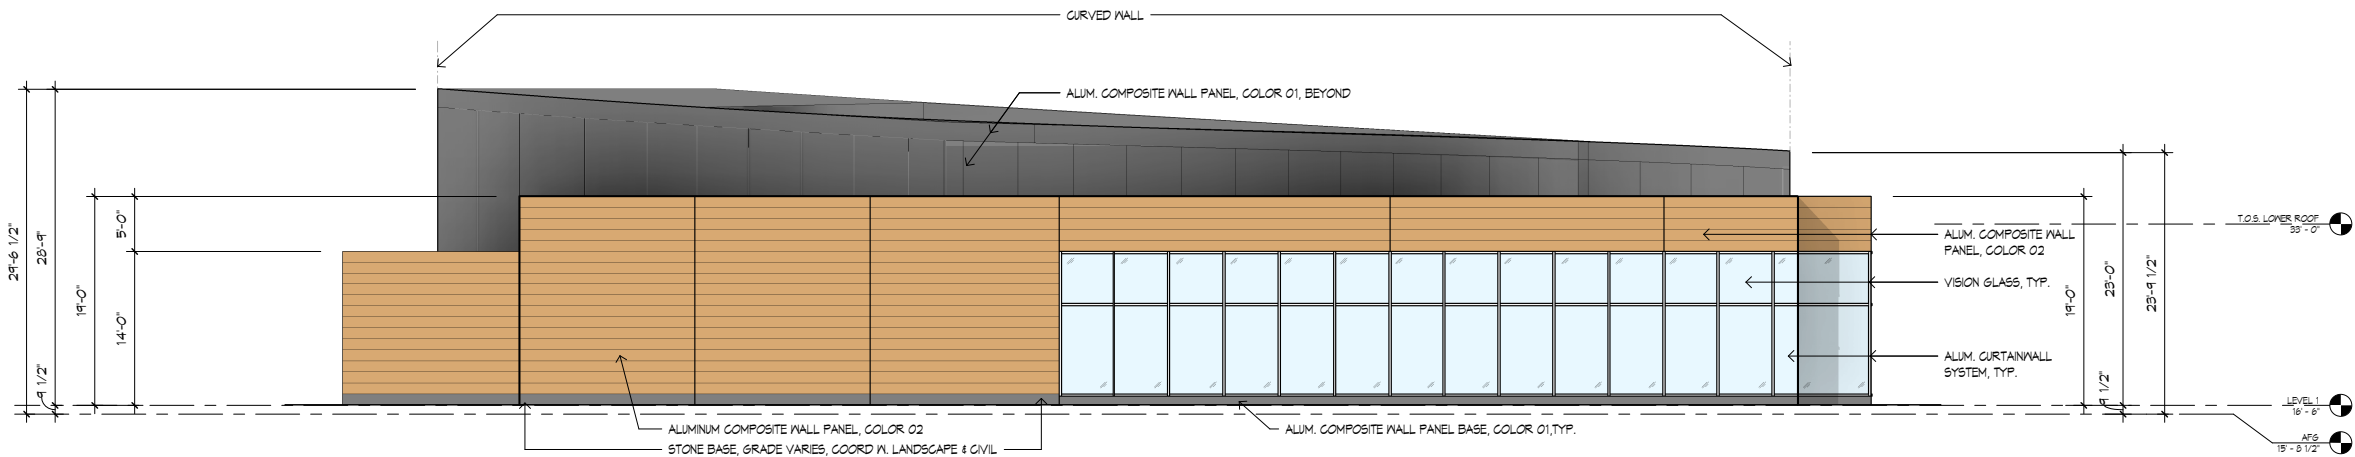 CURVED WALL
ALUM. COMPOSITE WALL PANEL, COLOR 01, BEYOND
29'-6 1/2"
28'-9"
9 1/2"
19'-0"
5'-0"
14'-0"
T.O.S. LOWER ROOF
33' - 0"
ALUM. COMPOSITE WALL
PANEL, COLOR 02
VISION GLASS, TYP.
ALUM. CURTAINWALL
SYSTEM, TYP.
19'-0"
23'-0"
9 1/2"
23'-9 1/2"
LEVEL 1
16' - 6"
AFG
15' - 8 1/2"
ALUMINUM COMPOSITE WALL PANEL, COLOR 02
STONE BASE, GRADE VARIES, COORD W. LANDSCAPE & CIVIL
ALUM. COMPOSITE WALL PANEL BASE, COLOR 01,TYP.